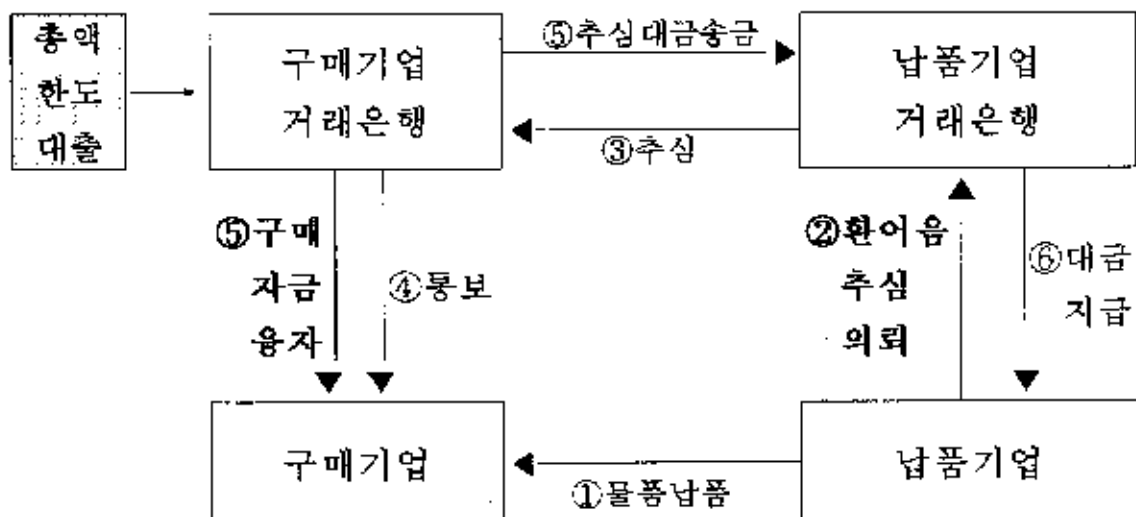 총액
한도
대출
구매기업
거래은행
⑤추심대금송금
납품기업
거래은행
③추심
⑤구매
자금
융자
④통보
②환어음
추심
의뢰
⑥대금
지급
구매기업
①물품납품
납품기업